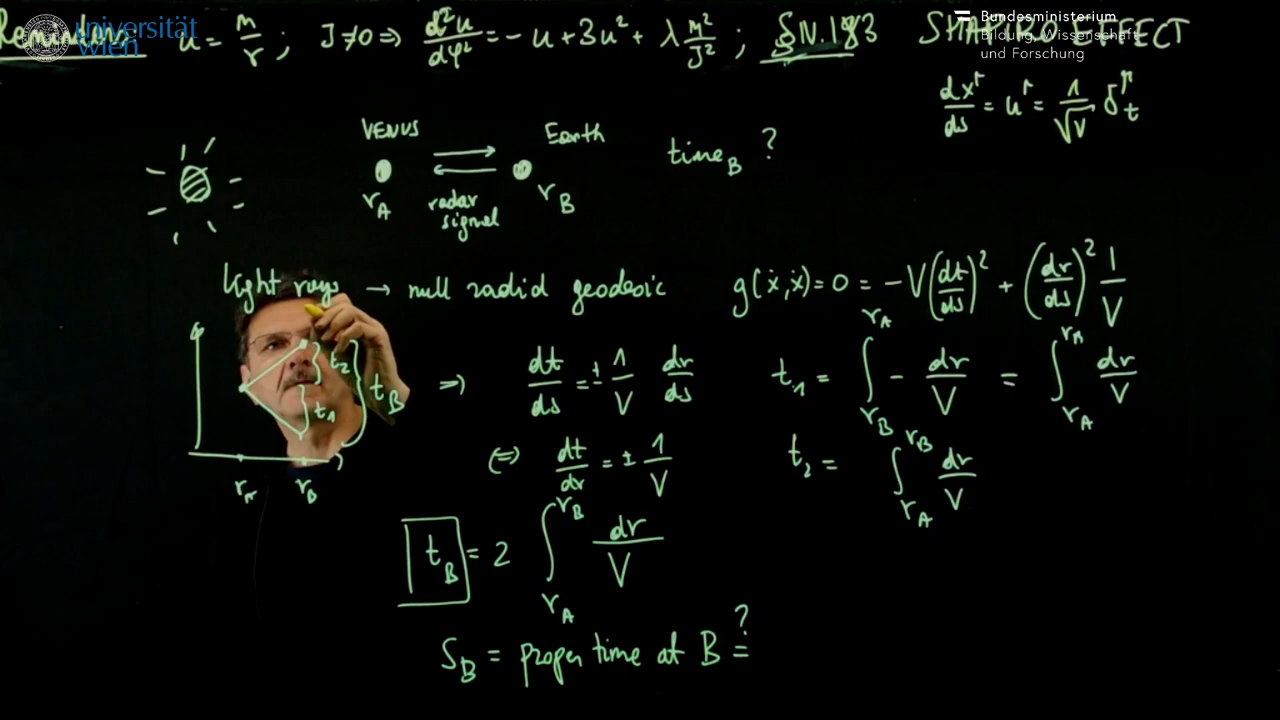 Reminder: u = m/r ; J ≠ 0 ⇒ d²u/dφ² = - u + 3u² + λ m²/J² ; §IV.183 SHAPIRO EFFECT
universität wien
Bundesministerium
Bildung, Wissenschaft
und Forschung
dx^μ/ds = u^μ = 1/√V δ^μ_t
VENUS Earth
time_B ?
r_A radar signal r_B
light rays → null radial geodesic g(ẋ,ẋ) = 0 = - V (dt/ds)² + (dr/ds)² 1/V
t_2
t_1
t_B
r_A r_B
⇒ dt/ds = ± 1/V dr/ds
t_1 = ∫_{r_B}^{r_A} - dr/V = ∫_{r_A}^{r_A} dr/V
⇔ dt/dr = ± 1/V
t_2 = ∫_{r_A}^{r_B} dr/V
t_B = 2 ∫_{r_A}^{r_B} dr/V
S_B = proper time at B =?